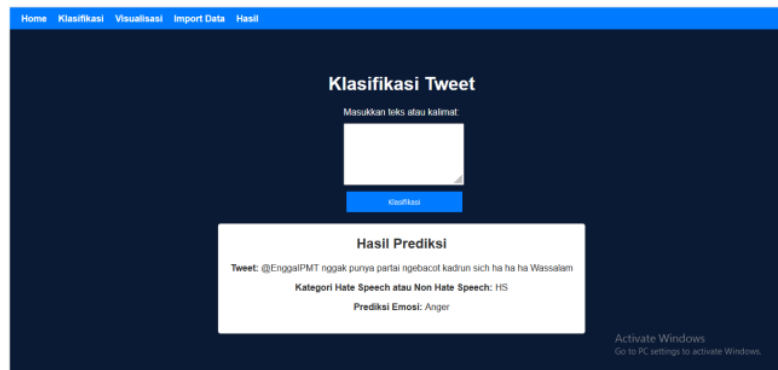 Home Klasifikasi Visualisasi Import Data Hasil
Klasifikasi Tweet
Masukkan teks atau kalimat:
Klasifikasi
Hasil Prediksi
Tweet: @EnggalPMT nggak punya partai ngebacot kadrun sich ha ha ha Wassalam
Kategori Hate Speech atau Non Hate Speech: HS
Prediksi Emosi: Anger
Activate Windows
Go to PC settings to activate Windows.